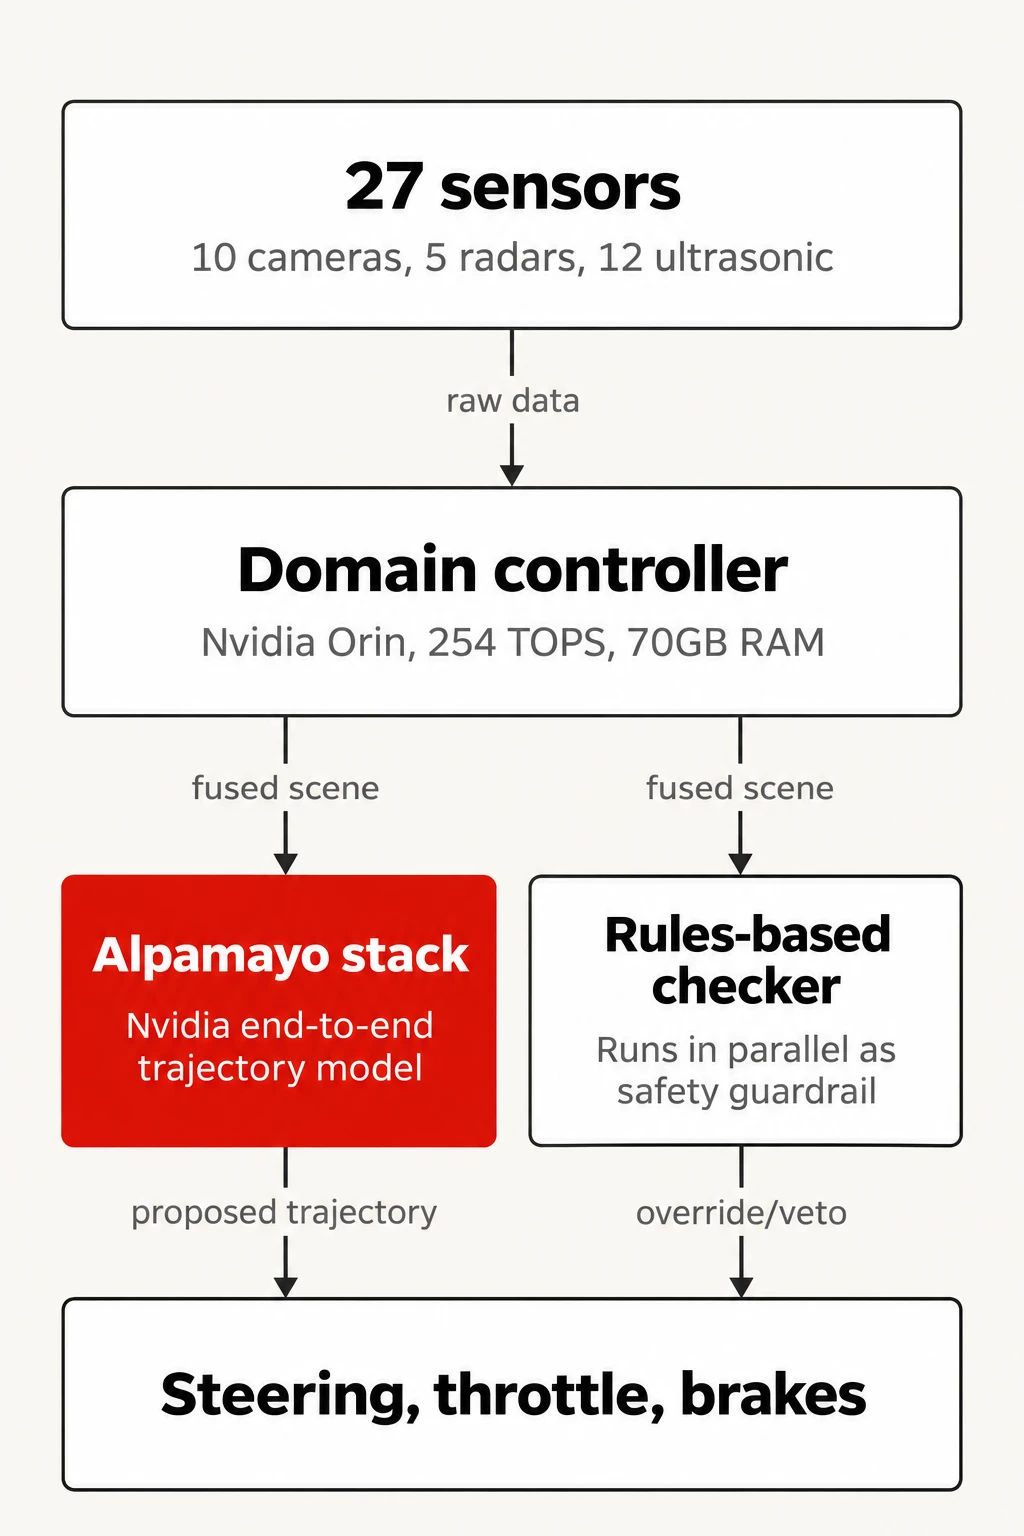 27 sensors
10 cameras, 5 radars, 12 ultrasonic
raw data
Domain controller
Nvidia Orin, 254 TOPS, 70GB RAM
fused scene
fused scene
Alpamayo stack
Nvidia end-to-end
trajectory model
Rules-based
checker
Runs in parallel as
safety guardrail
proposed trajectory
override/veto
Steering, throttle, brakes